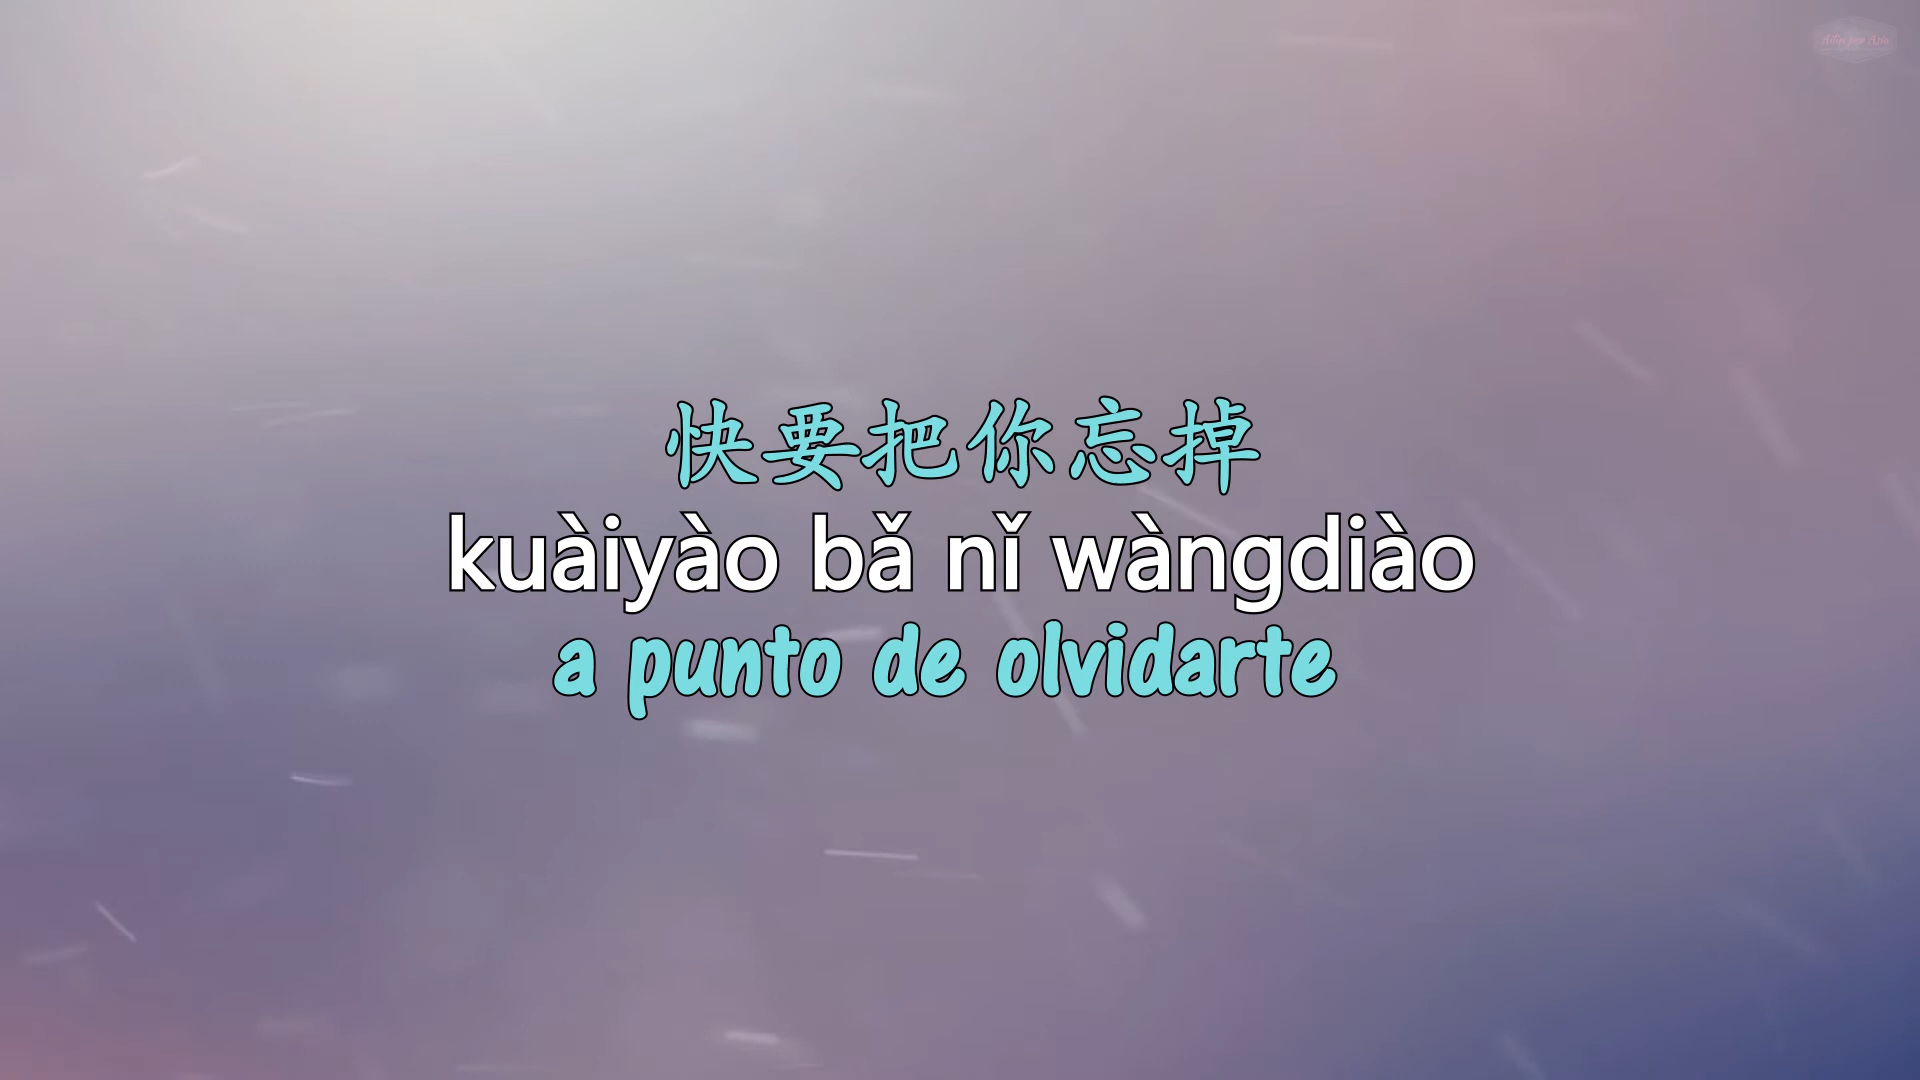 快要把你忘掉
kuàiyào bǎ nǐ wàngdiào
a punto de olvidarte